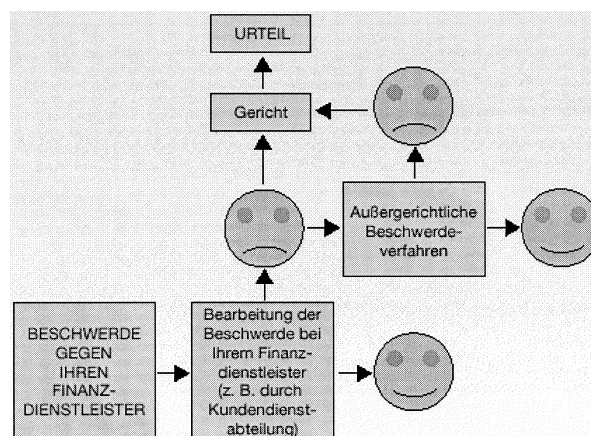 URTEIL
Gericht
Außergerichtliche
Beschwerde-
verfahren
BESCHWERDE
GEGEN
IHREN
FINANZ-
DIENSTLEISTER
Bearbeitung der
Beschwerde bei
Ihrem Finanz-
dienstleister
(z. B. durch
Kundendienst-
abteilung)